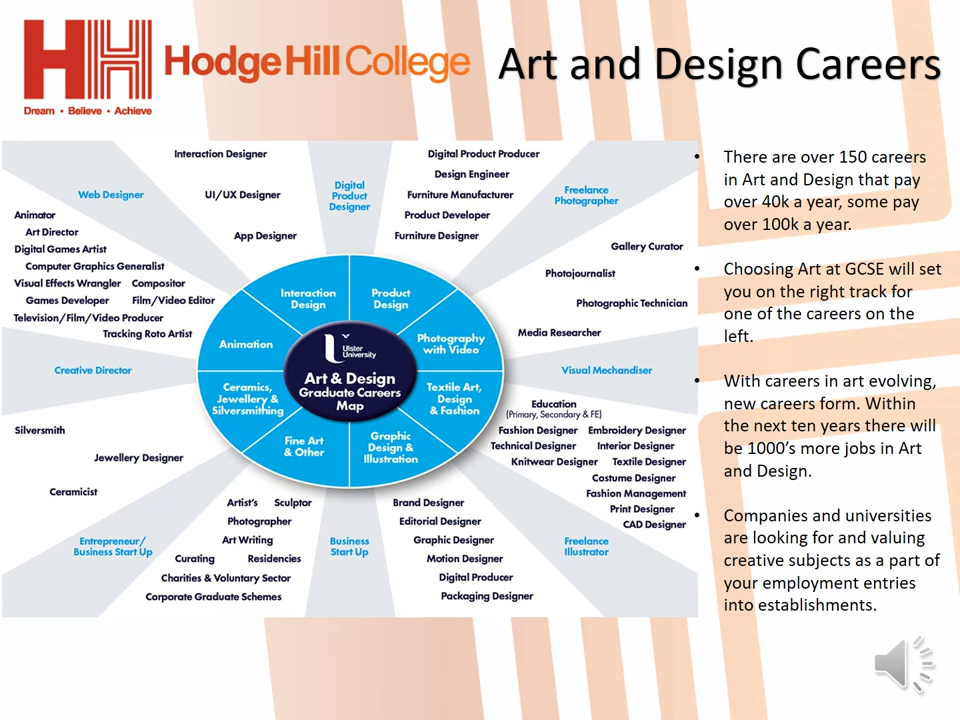 Hodge Hill College
Dream • Believe • Achieve
Art and Design Careers
Interaction Designer
UI/UX Designer
App Designer
Digital
Product
Designer
Digital Product Producer
Design Engineer
Furniture Manufacturer
Product Developer
Furniture Designer
Freelance
Photographer
Web Designer
Animator
Art Director
Digital Games Artist
Computer Graphics Generalist
Visual Effects Wrangler Compositor
Games Developer Film/Video Editor
Television/Film/Video Producer
Tracking Roto Artist
Gallery Curator
Photojournalist
Photographic Technician
Media Researcher
Interaction
Design
Product
Design
Animation
Photography
with Video
Ulster
University
Art & Design
Graduate Careers
Map
Ceramics,
Jewellery &
Silversmithing
Textile Art,
Design
& Fashion
Fine Art
& Other
Graphic
Design &
Illustration
Creative Director
Visual Mechandiser
Silversmith
Jewellery Designer
Ceramicist
Education
(Primary, Secondary & FE)
Fashion Designer Embroidery Designer
Technical Designer Interior Designer
Knitwear Designer Textile Designer
Costume Designer
Fashion Management
Print Designer
CAD Designer
Entrepreneur/
Business Start Up
Artist's Sculptor
Photographer
Art Writing
Curating Residencies
Charities & Voluntary Sector
Corporate Graduate Schemes
Business
Start Up
Brand Designer
Editorial Designer
Graphic Designer
Motion Designer
Digital Producer
Packaging Designer
Freelance
Illustrator
• There are over 150 careers
in Art and Design that pay
over 40k a year, some pay
over 100k a year.
• Choosing Art at GCSE will set
you on the right track for
one of the careers on the
left.
• With careers in art evolving,
new careers form. Within
the next ten years there will
be 1000's more jobs in Art
and Design.
• Companies and universities
are looking for and valuing
creative subjects as a part of
your employment entries
into establishments.